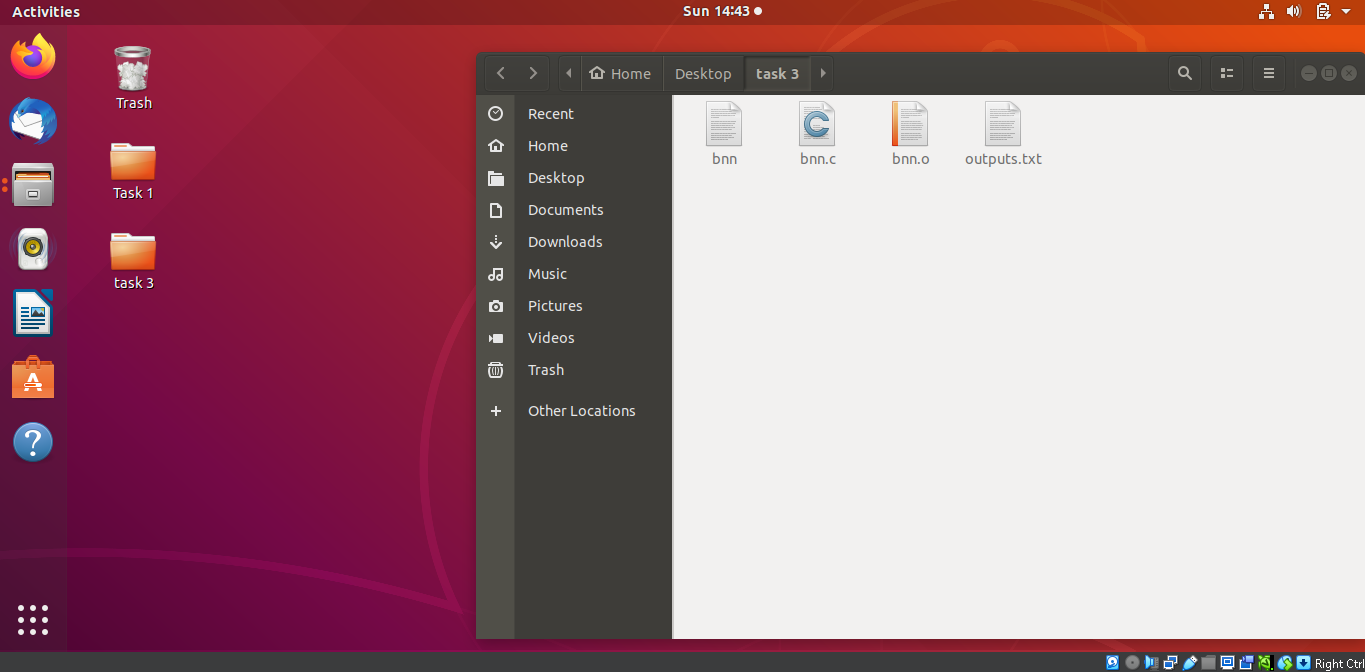 Activities
Sun 14:43
Trash
Task 1
task 3
Home
Desktop
task 3
Recent
Home
Desktop
Documents
Downloads
Music
Pictures
Videos
Trash
Other Locations
bnn
bnn.c
bnn.o
outputs.txt
Right Ctrl